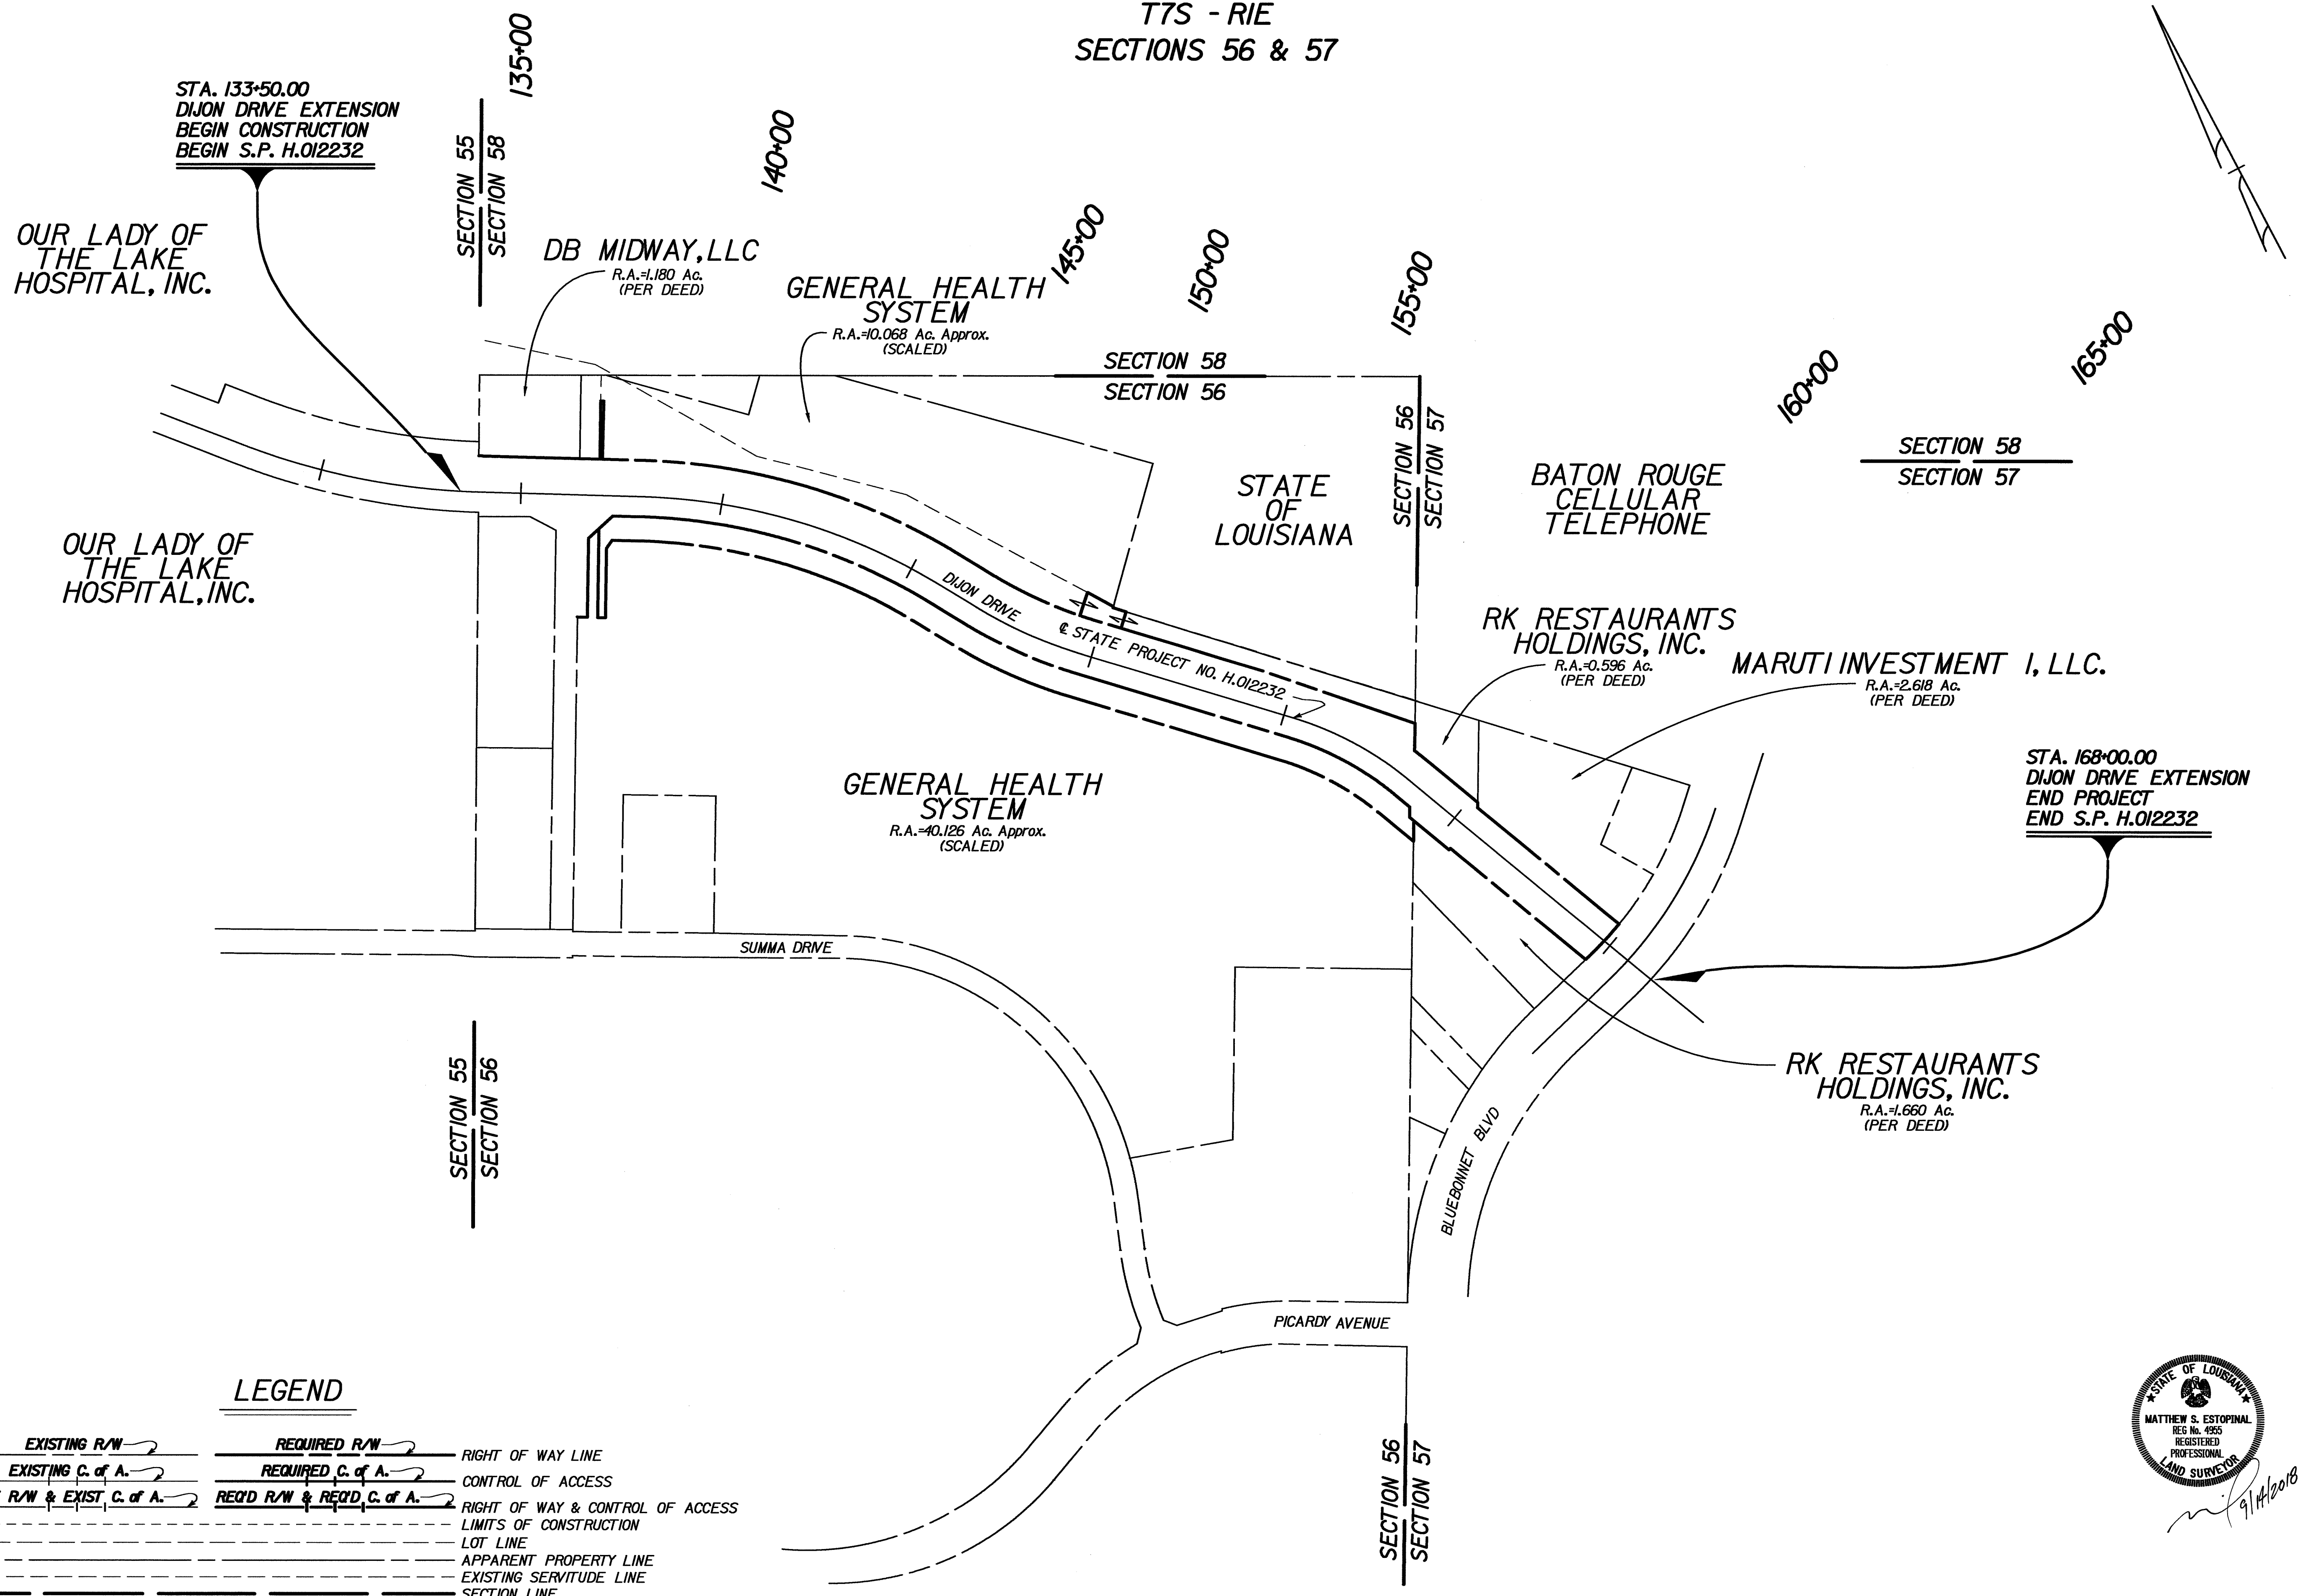 T7S - R1E
SECTIONS 56 & 57
135+00
140+00
145+00
150+00
155+00
160+00
165+00
STA. 133+50.00
DIJON DRIVE EXTENSION
BEGIN CONSTRUCTION
BEGIN S.P. H.012232
SECTION 55
SECTION 58
OUR LADY OF
THE LAKE
HOSPITAL, INC.
DB MIDWAY, LLC
R.A.=1.180 Ac.
(PER DEED)
GENERAL HEALTH
SYSTEM
R.A.=10.068 Ac. Approx.
(SCALED)
SECTION 58
SECTION 56
SECTION 56
SECTION 57
SECTION 58
SECTION 57
STATE
OF
LOUISIANA
BATON ROUGE
CELLULAR
TELEPHONE
OUR LADY OF
THE LAKE
HOSPITAL, INC.
DIJON DRIVE
℄ STATE PROJECT NO. H.012232
RK RESTAURANTS
HOLDINGS, INC.
R.A.=0.596 Ac.
(PER DEED)
MARUTI INVESTMENT I, LLC.
R.A.=2.618 Ac.
(PER DEED)
STA. 168+00.00
DIJON DRIVE EXTENSION
END PROJECT
END S.P. H.012232
GENERAL HEALTH
SYSTEM
R.A.=40.126 Ac. Approx.
(SCALED)
SUMMA DRIVE
SECTION 55
SECTION 56
RK RESTAURANTS
HOLDINGS, INC.
R.A.=1.660 Ac.
(PER DEED)
BLUEBONNET BLVD
PICARDY AVENUE
SECTION 56
SECTION 57
LEGEND
EXISTING R/W
REQUIRED R/W
RIGHT OF WAY LINE
EXISTING C. of A.
REQUIRED C. of A.
CONTROL OF ACCESS
R/W & EXIST C. of A.
REQ'D R/W & REQ'D C. of A.
RIGHT OF WAY & CONTROL OF ACCESS
LIMITS OF CONSTRUCTION
LOT LINE
APPARENT PROPERTY LINE
EXISTING SERVITUDE LINE
SECTION LINE
STATE OF LOUISIANA
MATTHEW S. ESTOPINAL
REG No. 4955
REGISTERED
PROFESSIONAL
LAND SURVEYOR
9/14/2018